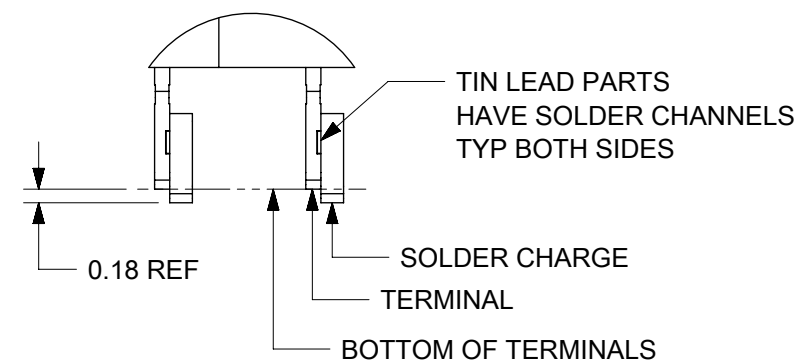 TIN LEAD PARTS
HAVE SOLDER CHANNELS
TYP BOTH SIDES
0.18 REF
SOLDER CHARGE
TERMINAL
BOTTOM OF TERMINALS